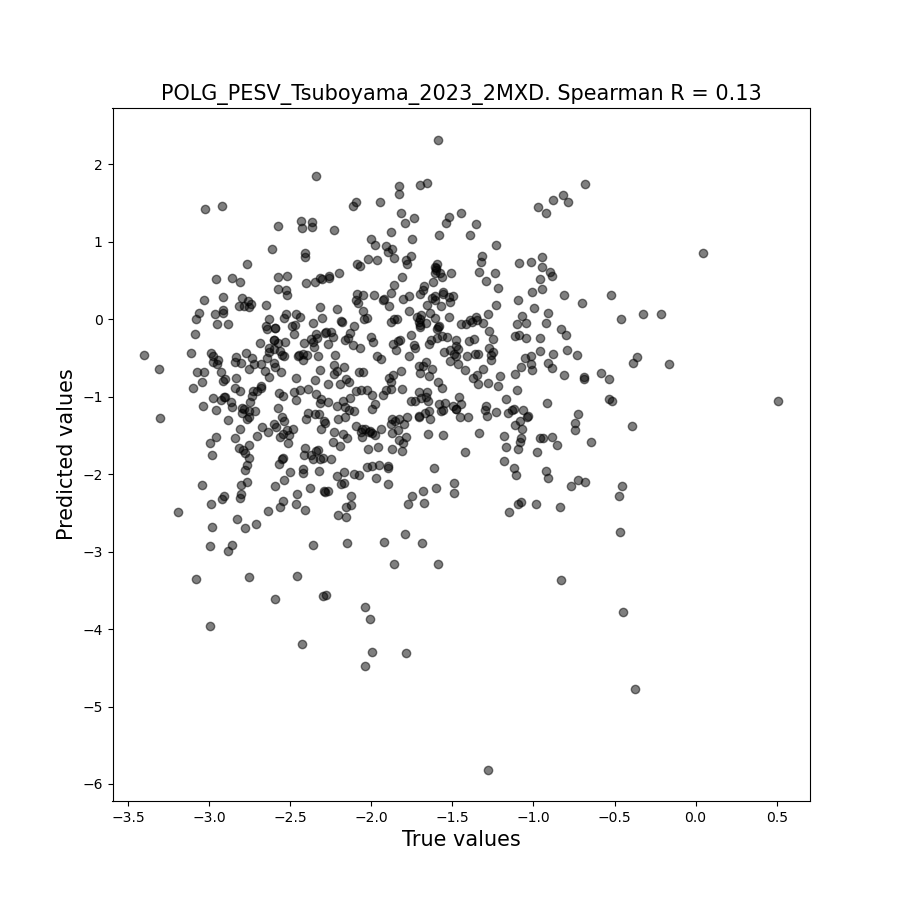 POLG_PESV_Tsuboyama_2023_2MXD. Spearman R = 0.13
2
1
0
−1
−2
−3
−4
−5
−6
Predicted values
−3.5 −3.0 −2.5 −2.0 −1.5 −1.0 −0.5 0.0 0.5
True values